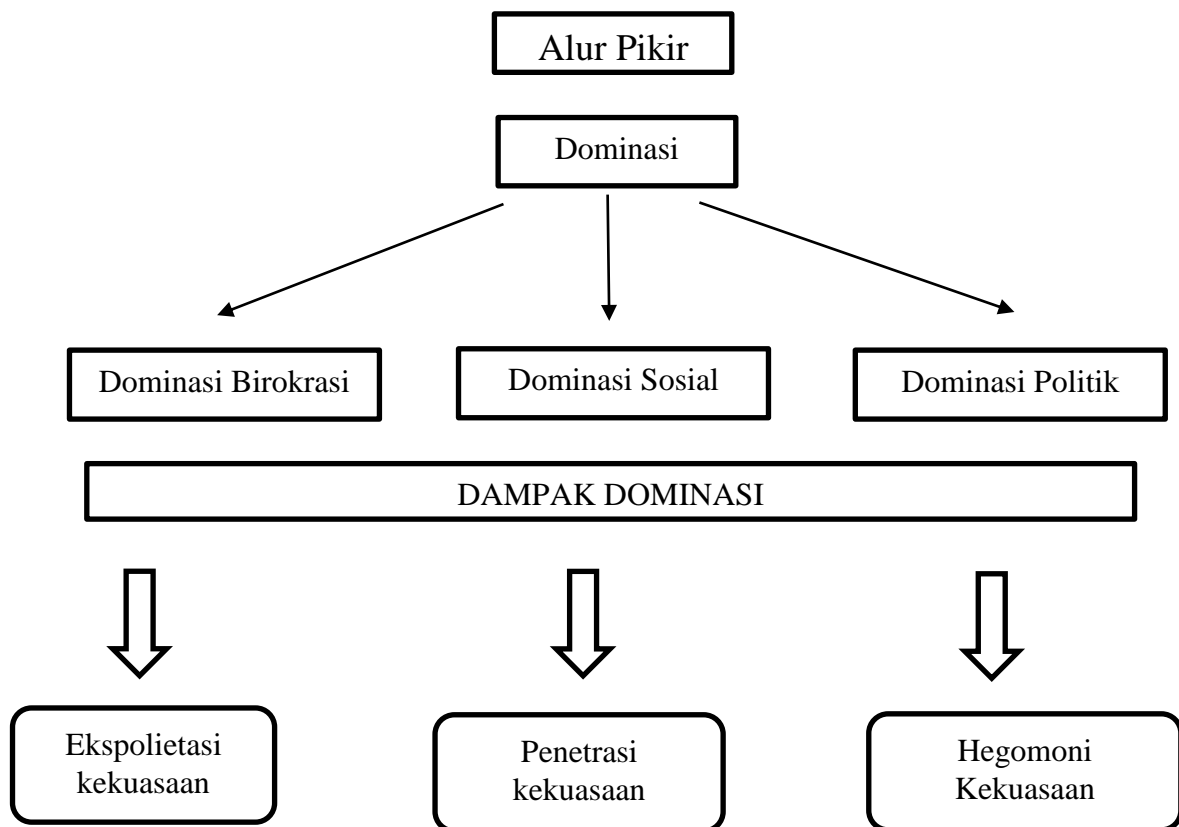 Alur Pikir
Dominasi
Dominasi Birokrasi
Dominasi Sosial
Dominasi Politik
DAMPAK DOMINASI
Ekspolietasi
kekuasaan
Penetrasi
kekuasaan
Hegomoni
Kekuasaan